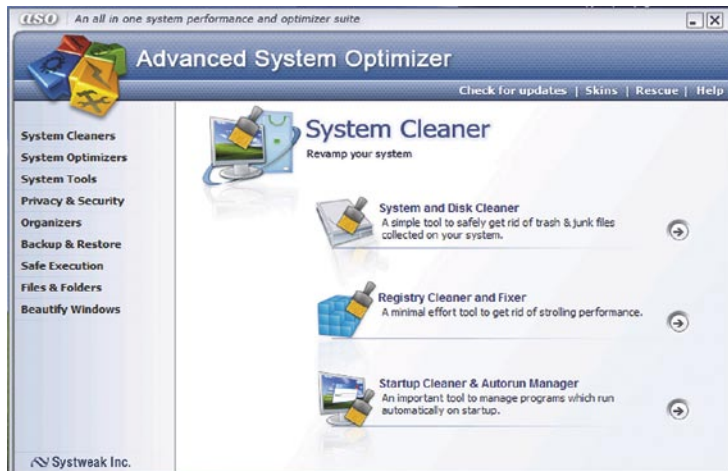 aso An all in one system performance and optimizer suite
Advanced System Optimizer
Check for updates | Skins | Rescue | Help
System Cleaners
System Optimizers
System Tools
Privacy & Security
Organizers
Backup & Restore
Safe Execution
Files & Folders
Beautify Windows
Systweak Inc.
System Cleaner
Revamp your system
System and Disk Cleaner
A simple tool to safely get rid of trash & junk files
collected on your system.
Registry Cleaner and Fixer
A minimal effort tool to get rid of strolling performance.
Startup Cleaner & Autorun Manager
An important tool to manage programs which run
automatically on startup.